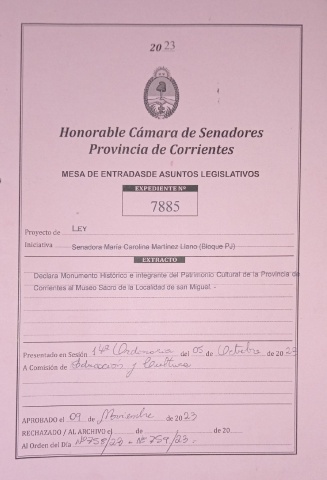 2023
Honorable Cámara de Senadores
Provincia de Corrientes
MESA DE ENTRADASDE ASUNTOS LEGISLATIVOS
EXPEDIENTE Nº
7885
Proyecto de LEY
Iniciativa Senadora María Carolina Martínez Llano (Bloque PJ)
EXTRACTO
Declara Monumento Histórico e integrante del Patrimonio Cultural de la Provincia de
Corrientes al Museo Sacro de la Localidad de san Miguel.-
Presentado en Sesión 14ª Ordinaria del 05 de Octubre de 2023
A Comisión de Educación y Cultura
APROBADO el 09 de Noviembre de 2023
RECHAZADO / AL ARCHIVO el de de 20
Al Orden del Día Nº 758/23 - Nº 759/23.